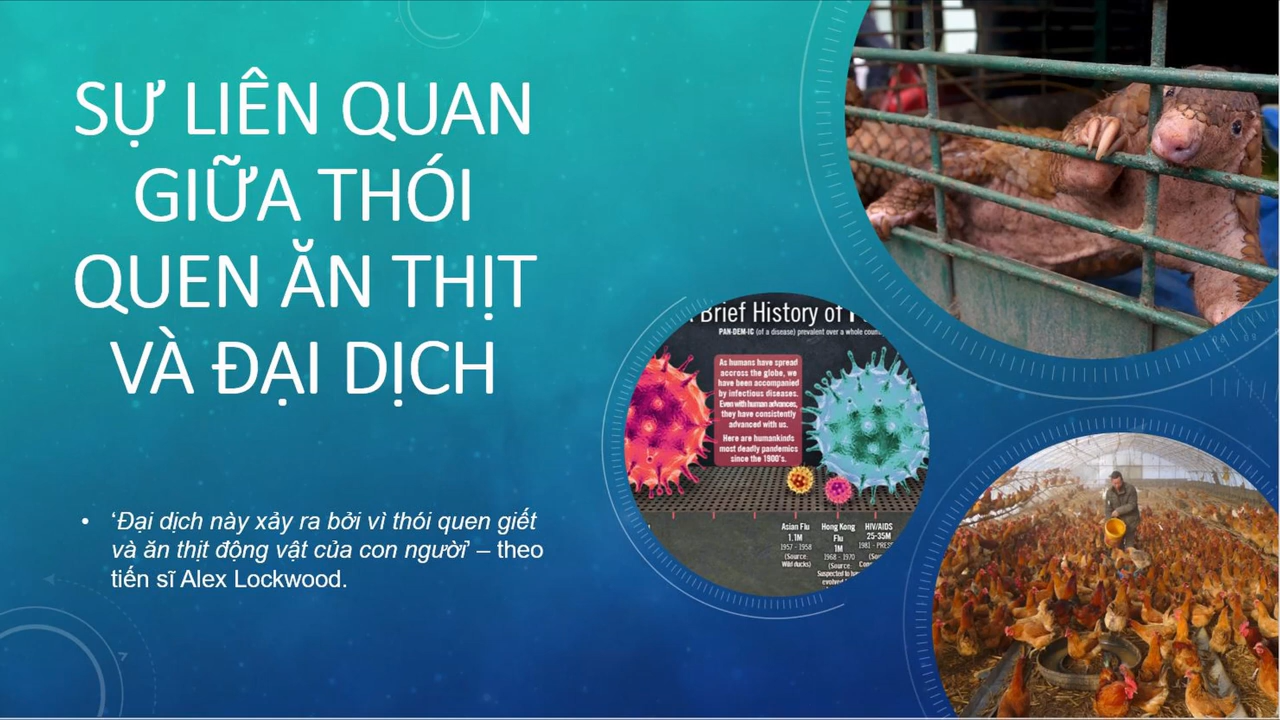 SỰ LIÊN QUAN
GIỮA THÓI
QUEN ĂN THỊT
VÀ ĐẠI DỊCH
• ‘Đại dịch này xảy ra bởi vì thói quen giết
và ăn thịt động vật của con người’ – theo
tiến sĩ Alex Lockwood.
Brief History of
PAN-DEM-IC (of a disease) prevalent over a whole
As humans have spread
accross the globe, we
have been accompanied
by infectious diseases.
Even with human advances,
they have consistently
advanced with us.
Here are humankinds
most deadly pandemics
since the 1900's.
Asian Flu
1.1M
1957 - 1958
(Source:
Wild ducks)
Hong Kong
Flu
1M
1968 - 1970
(Source:
Suspected to
evolved
HIV/AIDS
25-35M
1981 -